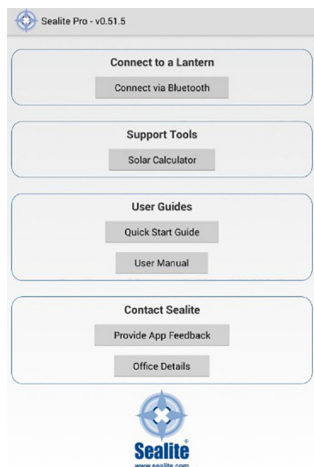 Sealite Pro - v0.51.5
Connect to a Lantern
Connect via Bluetooth
Support Tools
Solar Calculator
User Guides
Quick Start Guide
User Manual
Contact Sealite
Provide App Feedback
Office Details
Sealite
www.sealite.com